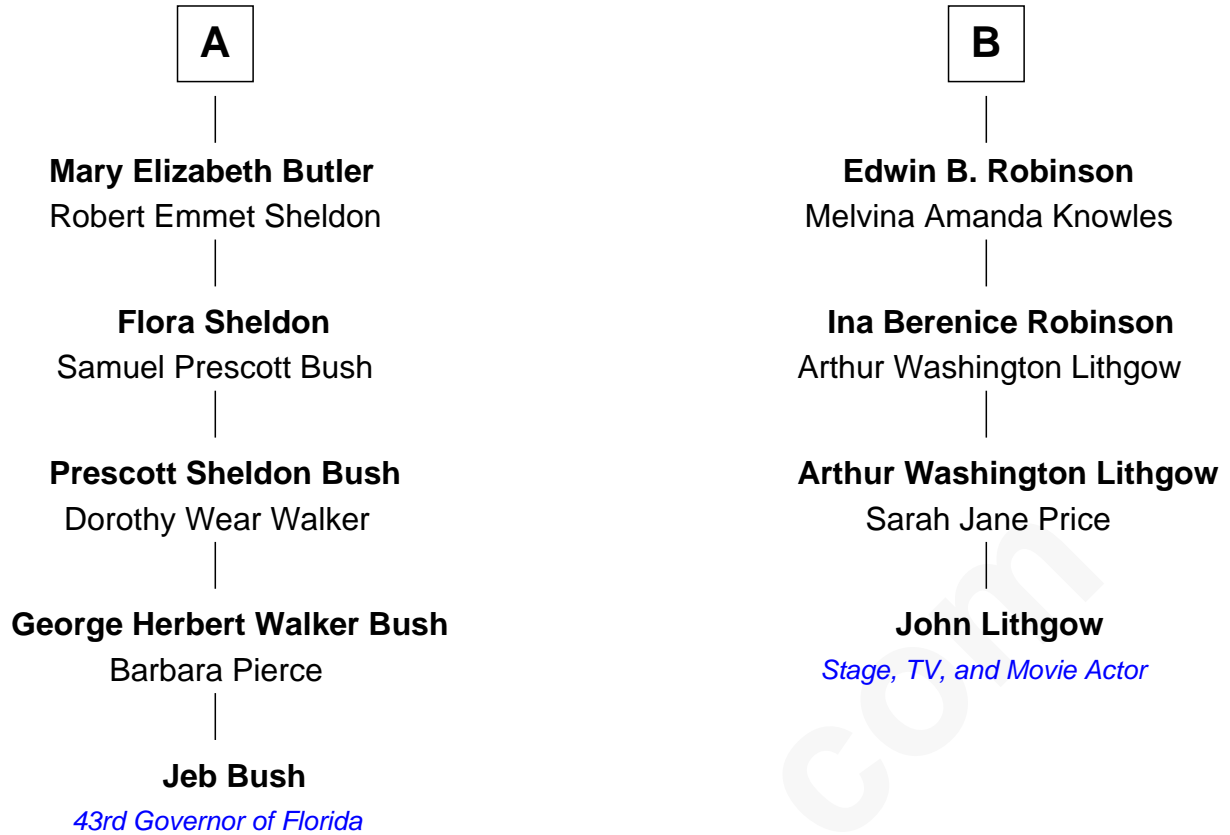 A
Mary Elizabeth Butler
Robert Emmet Sheldon
Flora Sheldon
Samuel Prescott Bush
Prescott Sheldon Bush
Dorothy Wear Walker
George Herbert Walker Bush
Barbara Pierce
Jeb Bush
43rd Governor of Florida
B
Edwin B. Robinson
Melvina Amanda Knowles
Ina Berenice Robinson
Arthur Washington Lithgow
Arthur Washington Lithgow
Sarah Jane Price
John Lithgow
Stage, TV, and Movie Actor
com